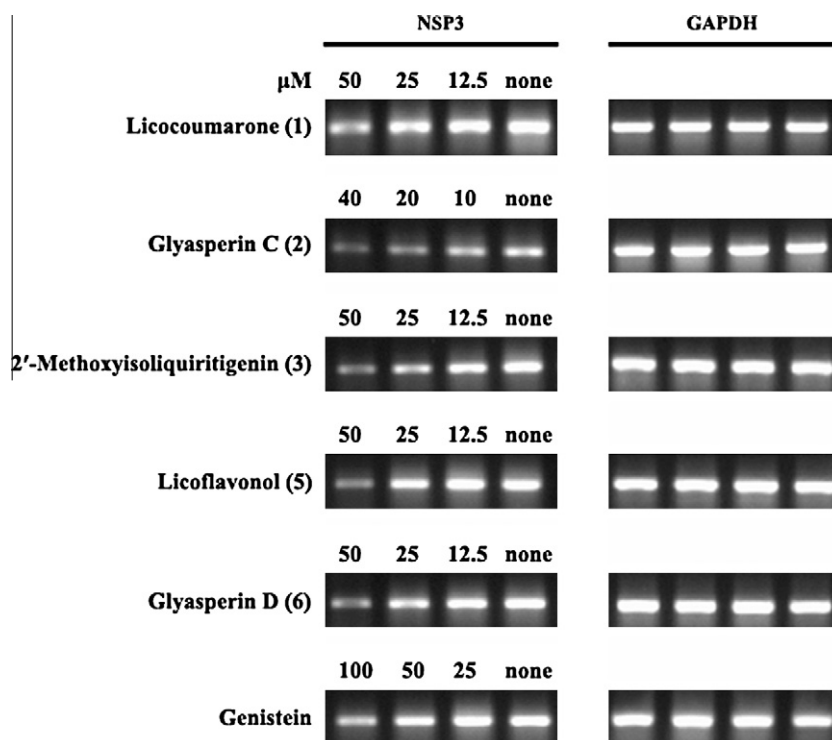 NSP3 GAPDH
µM 50 25 12.5 none
Licocoumarone (1)
40 20 10 none
Glyasperin C (2)
50 25 12.5 none
2′-Methoxyisoliquiritigenin (3)
50 25 12.5 none
Licoflavonol (5)
50 25 12.5 none
Glyasperin D (6)
100 50 25 none
Genistein